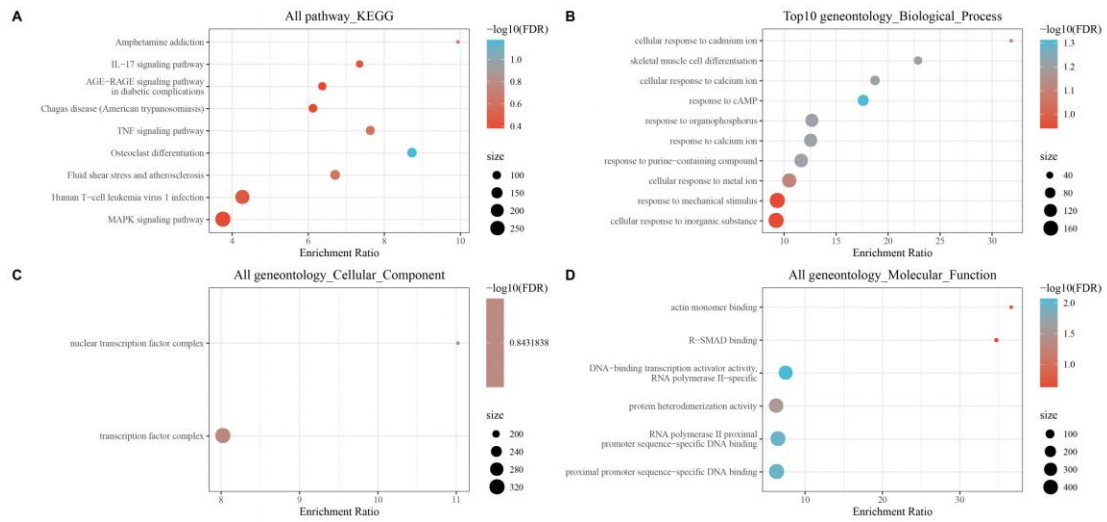 A
All pathway_KEGG
Amphetamine addiction
IL−17 signaling pathway
AGE−RAGE signaling pathway
in diabetic complications
Chagas disease (American trypanosomiasis)
TNF signaling pathway
Osteoclast differentiation
Fluid shear stress and atherosclerosis
Human T−cell leukemia virus 1 infection
MAPK signaling pathway
4 6 8 10
Enrichment Ratio
−log10(FDR)
1.0
0.8
0.6
0.4
size
100
150
200
250
B
Top10 geneontology_Biological_Process
cellular response to cadmium ion
skeletal muscle cell differentiation
cellular response to calcium ion
response to cAMP
response to organophosphorus
response to calcium ion
response to purine−containing compound
cellular response to metal ion
response to mechanical stimulus
cellular response to inorganic substance
10 15 20 25 30
Enrichment Ratio
−log10(FDR)
1.3
1.2
1.1
1.0
size
40
80
120
160
C
All geneontology_Cellular_Component
nuclear transcription factor complex
transcription factor complex
8 9 10 11
Enrichment Ratio
−log10(FDR)
0.8431838
size
200
240
280
320
D
All geneontology_Molecular_Function
actin monomer binding
R−SMAD binding
DNA−binding transcription activator activity,
RNA polymerase II−specific
protein heterodimerization activity
RNA polymerase II proximal
promoter sequence−specific DNA binding
proximal promoter sequence−specific DNA binding
10 20 30
Enrichment Ratio
−log10(FDR)
2.0
1.5
1.0
size
100
200
300
400